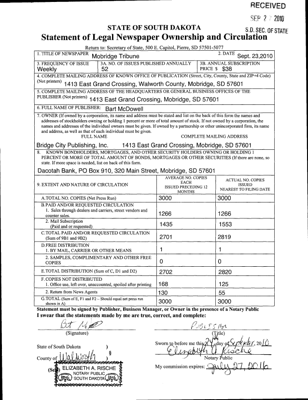 RECEIVED
SEP 27 2010
S.D. SEC. OF STATE
STATE OF SOUTH DAKOTA
Statement of Legal Newspaper Ownership and Circulation
Return to: Secretary of State, 500 E. Capitol, Pierre, SD 57501-5077
1. TITLE OF NEWSPAPER Mobridge Tribune
2. DATE Sept. 23,2010
3. FREQUENCY OF ISSUE Weekly
3A. NO. OF ISSUES PUBLISHED ANNUALLY 52
3B. ANNUAL SUBSCRIPTION PRICE $ $38
4. COMPLETE MAILING ADDRESS OF KNOWN OFFICE OF PUBLICATION (Street, City, County, State and ZIP+4 Code)
(Not printers) 1413 East Grand Crossing, Walworth County, Mobridge, SD 57601
5. COMPLETE MAILING ADDRESS OF THE HEADQUARTERS OR GENERAL BUSINESS OFFICES OF THE
PUBLISHERS (Not printers) 1413 East Grand Crossing, Mobridge, SD 57601
6. FULL NAME OF PUBLISHER: Bart McDowell
7. OWNER (If owned by a corporation, its name and address must be stated and list on the back of this form the names and
addresses of stockholders owning or holding 1 percent or more of total amount of stock. If not owned by a corporation, the
names and addresses of the individual owners must be given. If owned by a partnership or other unincorporated firm, its name
and address, as well as that of each individual must be given.
FULL NAME COMPLETE MAILING ADDRESS
Bridge City Publishing, Inc. 1413 East Grand Crossing, Mobridge, SD 57601
8. KNOWN BONDHOLDERS, MORTGAGEES, AND OTHER SECURITY HOLDERS OWNING OR HOLDING 1
PERCENT OR MORE OF TOTAL AMOUNT OF BONDS, MORTGAGES OR OTHER SECURITIES (If there are none, so
state. If more space is needed, list on back of this form.
Dacotah Bank, PO Box 910, 320 Main Street, Mobridge, SD 57601
9. EXTENT AND NATURE OF CIRCULATION
AVERAGE NO. COPIES EACH ISSUED PRECEDING 12 MONTHS
ACTUAL NO. COPIES ISSUED NEAREST TO FILING DATE
A.TOTAL NO. COPIES (Net Press Run) 3000 3000
B.PAID AND/OR REQUESTED CIRCULATION
1. Sales through dealers and carriers, street vendors and
counter sales. 1266 1266
2. Mail Subscription
(Paid and or requested) 1435 1553
C.TOTAL PAID AND/OR REQUESTED CIRCULATION
(Sum of 9B1 and 9B2) 2701 2819
D.FREE DISTRIBUTION
1. BY MAIL, CARRIER OR OTHER MEANS 1 1
2. SAMPLES, COMPLIMENTARY AND OTHER FREE
COPIES 0 0
E.TOTAL DISTRIBUTION (Sum of C, D1 and D2) 2702 2820
F.COPIES NOT DISTRIBUTED
1. Office use, left over, unaccounted, spoiled after printing 168 125
2. Return from News Agents 130 55
G.TOTAL (Sum of E, F1 and F2 - Should equal net press run
shown in A) 3000 3000
Statement must be signed by Publisher, Business Manager, or Owner in the presence of a Notary Public
I swear that the statements made by me are true, correct, and complete:
(Signature) (Title)
State of South Dakota )
County of Walworth )
Sworn to before me this 24 day of September, 2010
Elizabeth A. Rische
Notary Public
My commission expires: July 27, 2016
ELIZABETH A. RISCHE
NOTARY PUBLIC
SOUTH DAKOTA